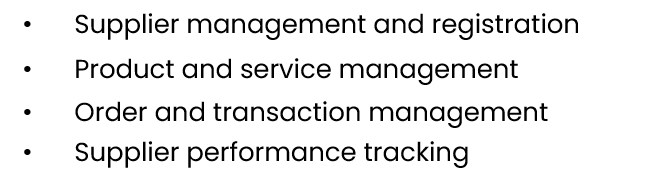 • Supplier management and registration
• Product and service management
• Order and transaction management
• Supplier performance tracking